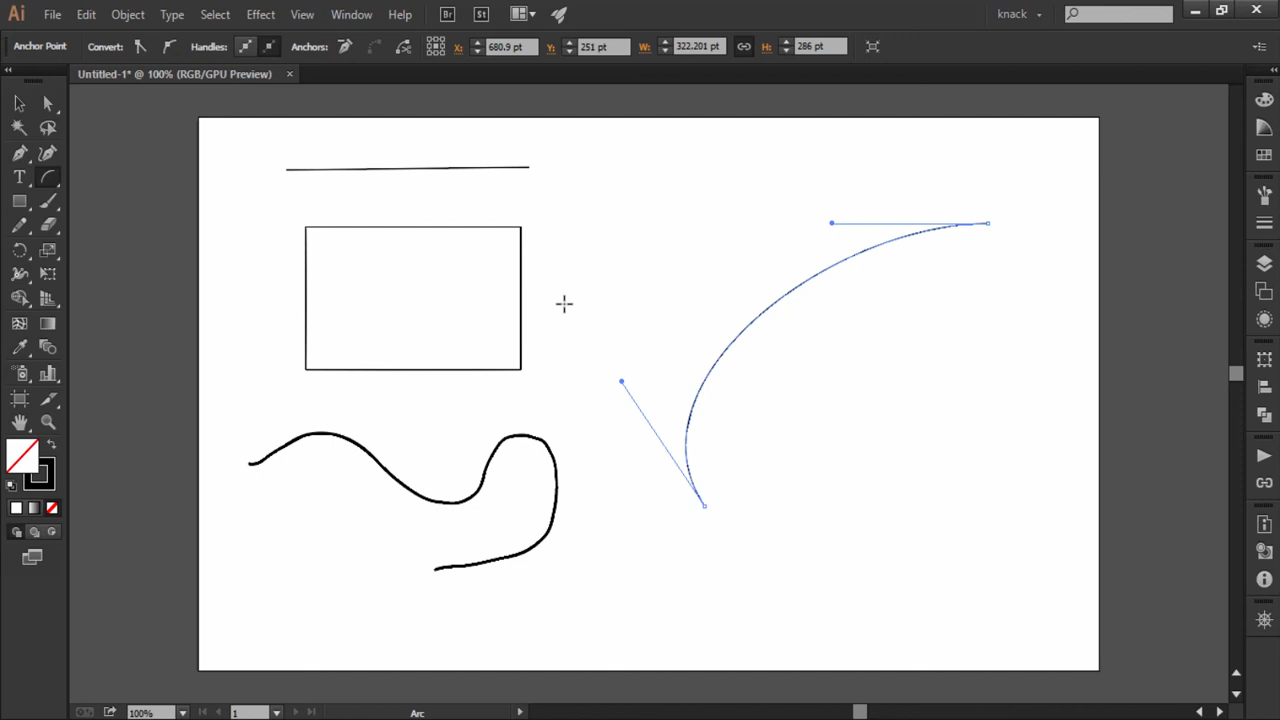 Ai File Edit Object Type Select Effect View Window Help Br St knack
Anchor Point Convert: Handles: Anchors: X: 680.9 pt Y: 251 pt W: 322.201 pt H: 286 pt
Untitled-1* @ 100% (RGB/GPU Preview) ×
100% 1 Arc